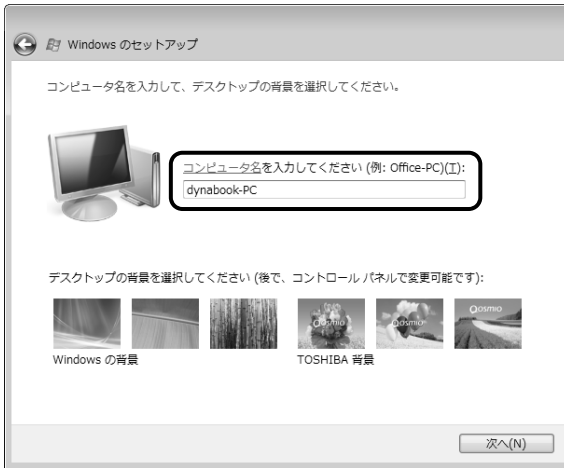 Windows のセットアップ
コンピュータ名を入力して、デスクトップの背景を選択してください。
コンピュータ名を入力してください (例: Office-PC)(T):
dynabook-PC
デスクトップの背景を選択してください (後で、コントロール パネルで変更可能です):
Qosmio Qosmio Qosmio
Windows の背景 TOSHIBA 背景
次へ(N)